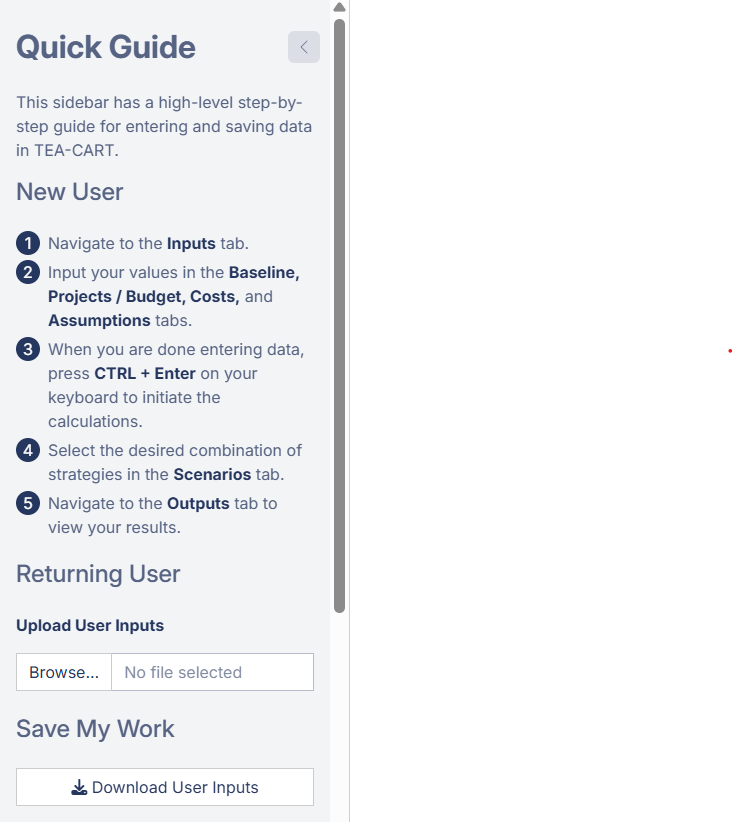 Quick Guide
This sidebar has a high-level step-by-
step guide for entering and saving data
in TEA-CART.
New User
1 Navigate to the Inputs tab.
2 Input your values in the Baseline,
Projects / Budget, Costs, and
Assumptions tabs.
3 When you are done entering data,
press CTRL + Enter on your
keyboard to initiate the
calculations.
4 Select the desired combination of
strategies in the Scenarios tab.
5 Navigate to the Outputs tab to
view your results.
Returning User
Upload User Inputs
Browse... No file selected
Save My Work
Download User Inputs